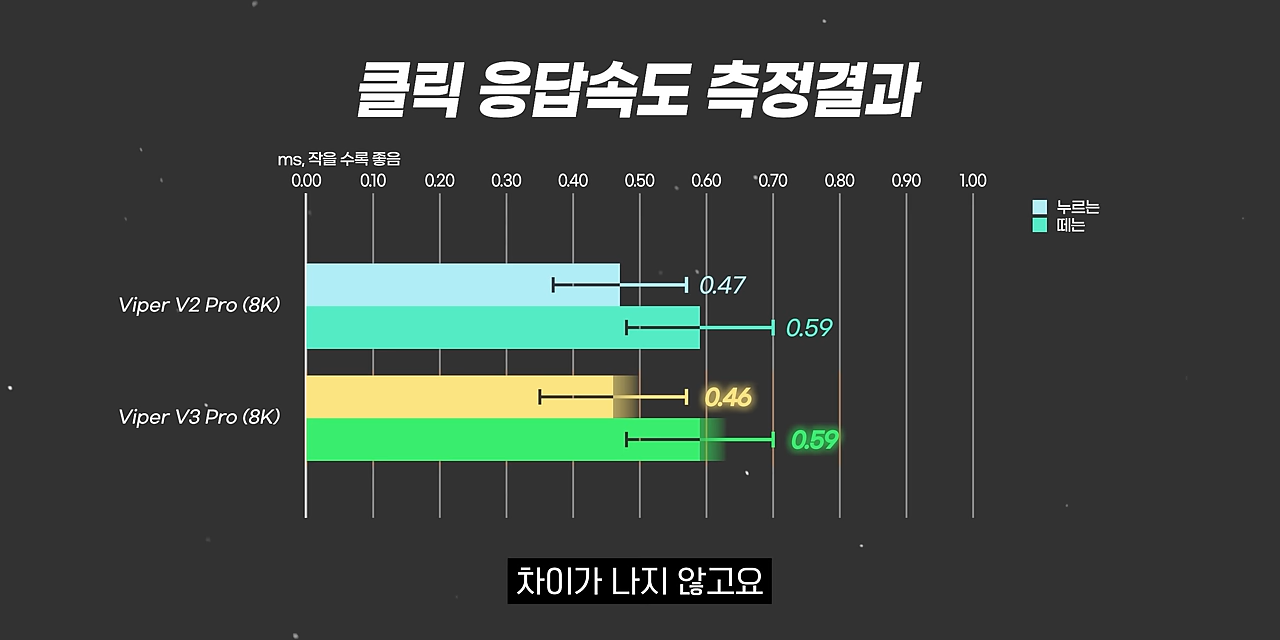 클릭 응답속도 측정결과
ms, 작을 수록 좋음
0.00 0.10 0.20 0.30 0.40 0.50 0.60 0.70 0.80 0.90 1.00
누르는
떼는
Viper V2 Pro (8K)
0.47
0.59
Viper V3 Pro (8K)
0.46
0.59
차이가 나지 않고요